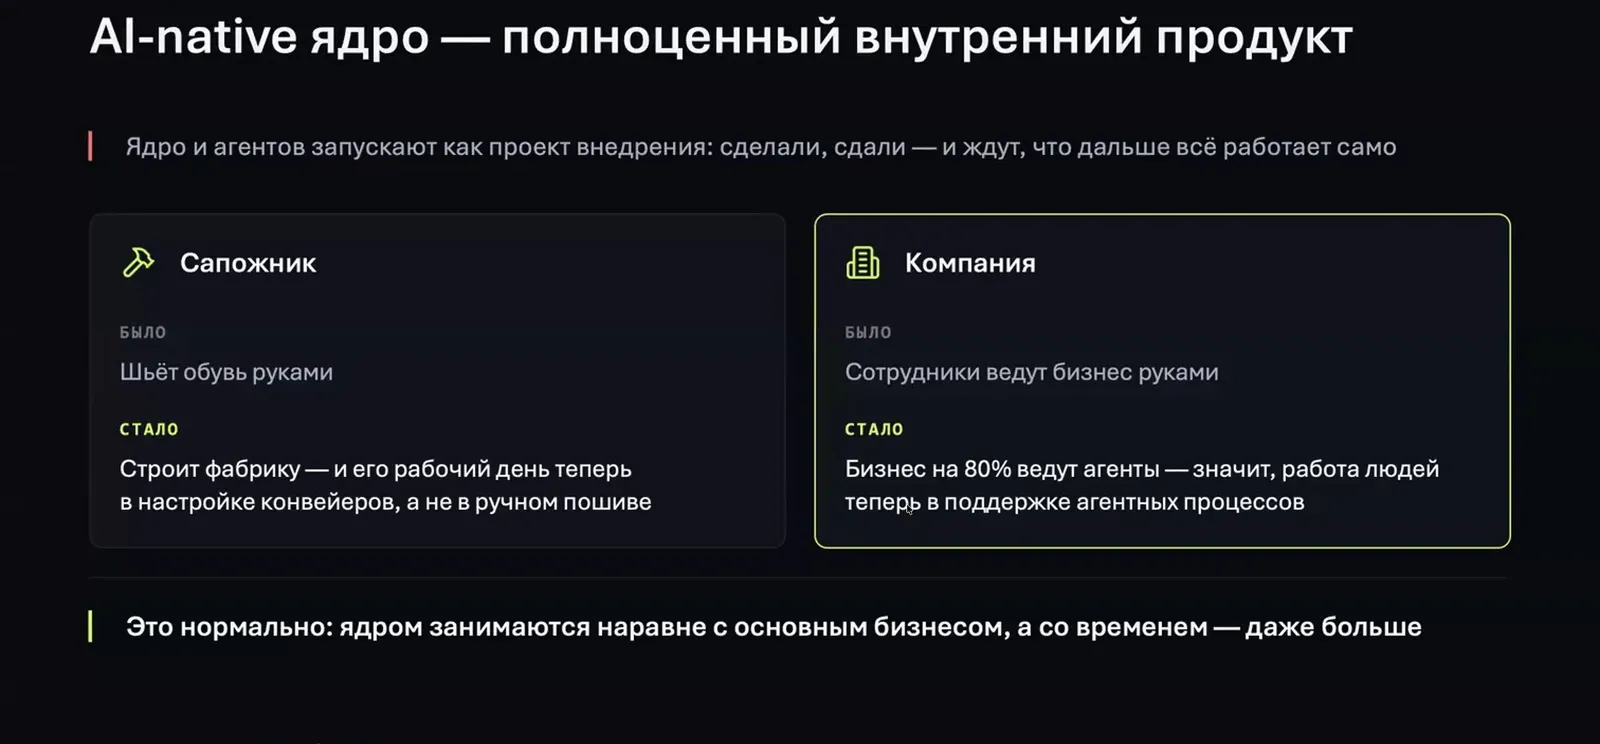 AI-native ядро — полноценный внутренний продукт
Ядро и агентов запускают как проект внедрения: сделали, сдали — и ждут, что дальше всё работает само
Сапожник
БЫЛО
Шьёт обувь руками
СТАЛО
Строит фабрику — и его рабочий день теперь
в настройке конвейеров, а не в ручном пошиве
Компания
БЫЛО
Сотрудники ведут бизнес руками
СТАЛО
Бизнес на 80% ведут агенты — значит, работа людей
теперь в поддержке агентных процессов
Это нормально: ядром занимаются наравне с основным бизнесом, а со временем — даже больше